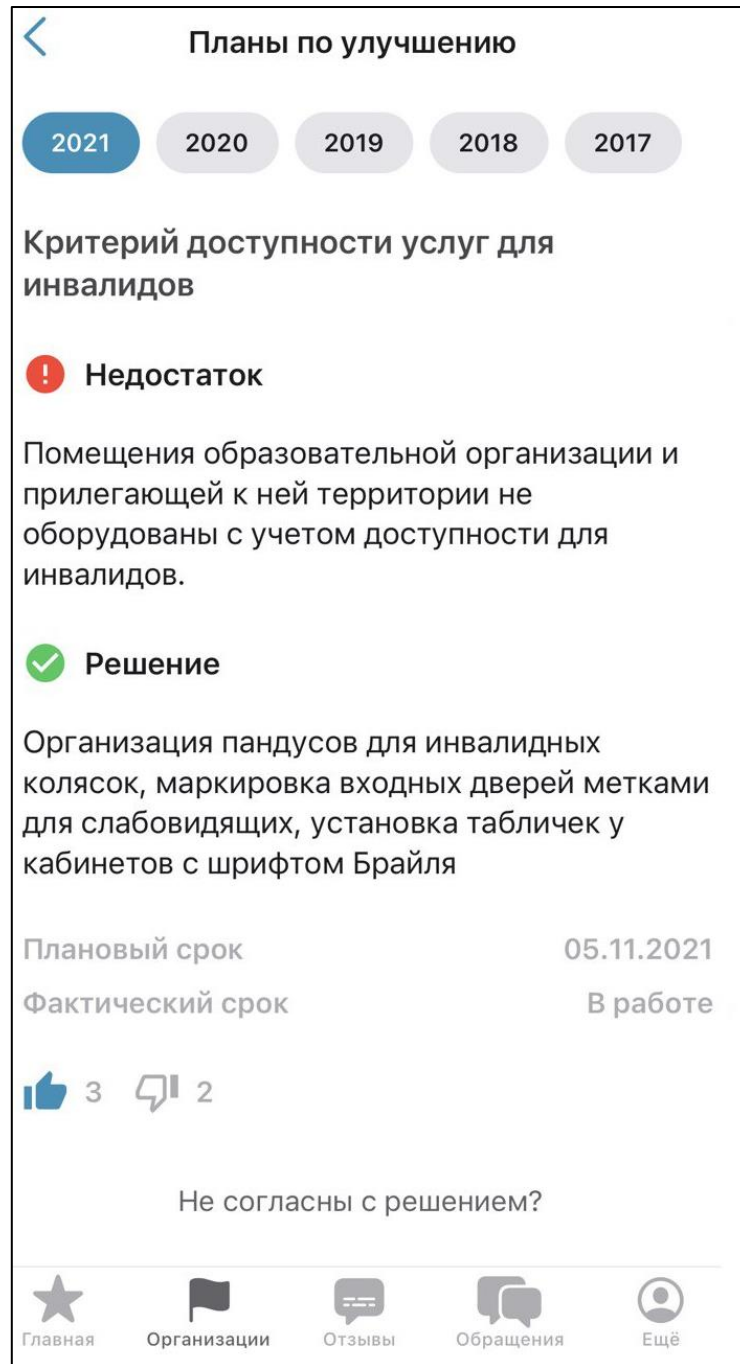 Планы по улучшению
2021 2020 2019 2018 2017
Критерий доступности услуг для
инвалидов
Недостаток
Помещения образовательной организации и
прилегающей к ней территории не
оборудованы с учетом доступности для
инвалидов.
Решение
Организация пандусов для инвалидных
колясок, маркировка входных дверей метками
для слабовидящих, установка табличек у
кабинетов с шрифтом Брайля
Плановый срок 05.11.2021
Фактический срок В работе
3 2
Не согласны с решением?
Главная Организации Отзывы Обращения Ещё